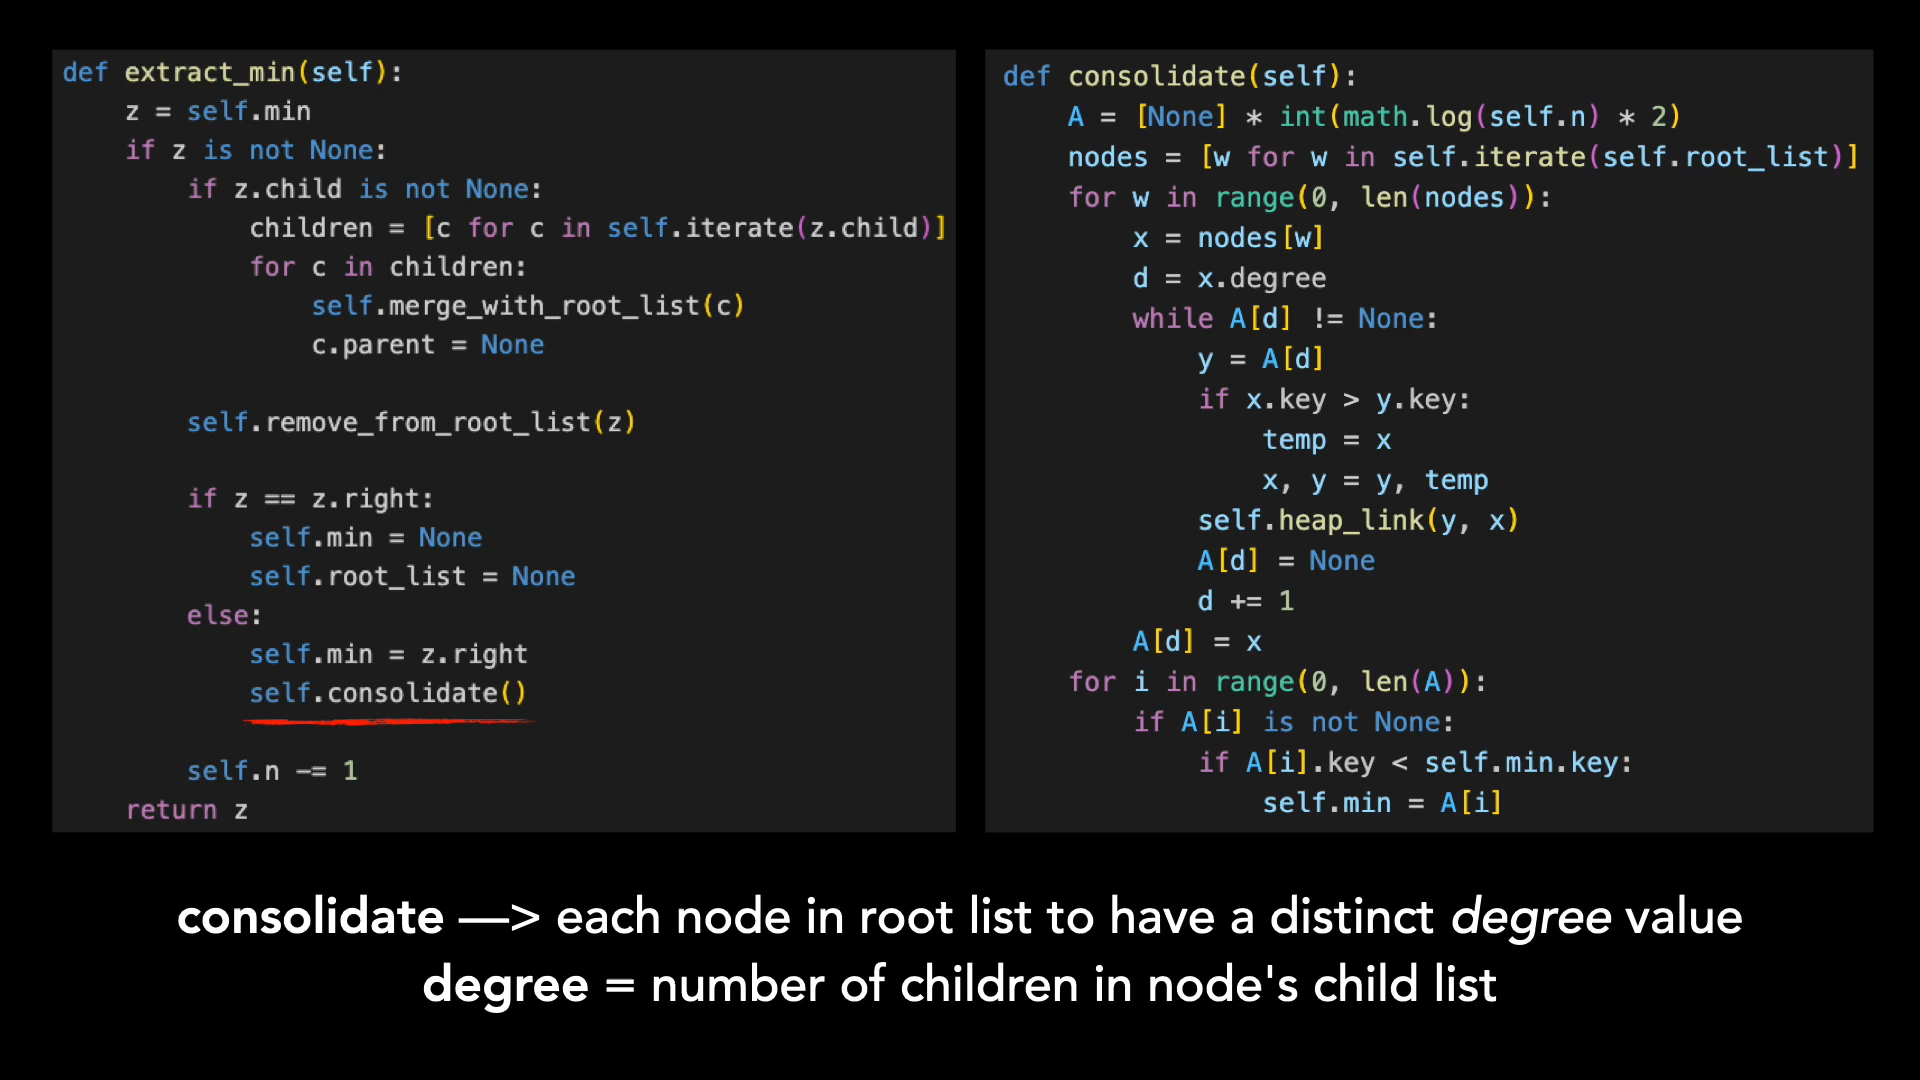 def extract_min(self):
    z = self.min
    if z is not None:
        if z.child is not None:
            children = [c for c in self.iterate(z.child)]
            for c in children:
                self.merge_with_root_list(c)
                c.parent = None
        self.remove_from_root_list(z)
        if z == z.right:
            self.min = None
            self.root_list = None
        else:
            self.min = z.right
            self.consolidate()
        self.n -= 1
    return z
def consolidate(self):
    A = [None] * int(math.log(self.n) * 2)
    nodes = [w for w in self.iterate(self.root_list)]
    for w in range(0, len(nodes)):
        x = nodes[w]
        d = x.degree
        while A[d] != None:
            y = A[d]
            if x.key > y.key:
                temp = x
                x, y = y, temp
            self.heap_link(y, x)
            A[d] = None
            d += 1
        A[d] = x
    for i in range(0, len(A)):
        if A[i] is not None:
            if A[i].key < self.min.key:
                self.min = A[i]
consolidate —> each node in root list to have a distinct degree value
degree = number of children in node's child list